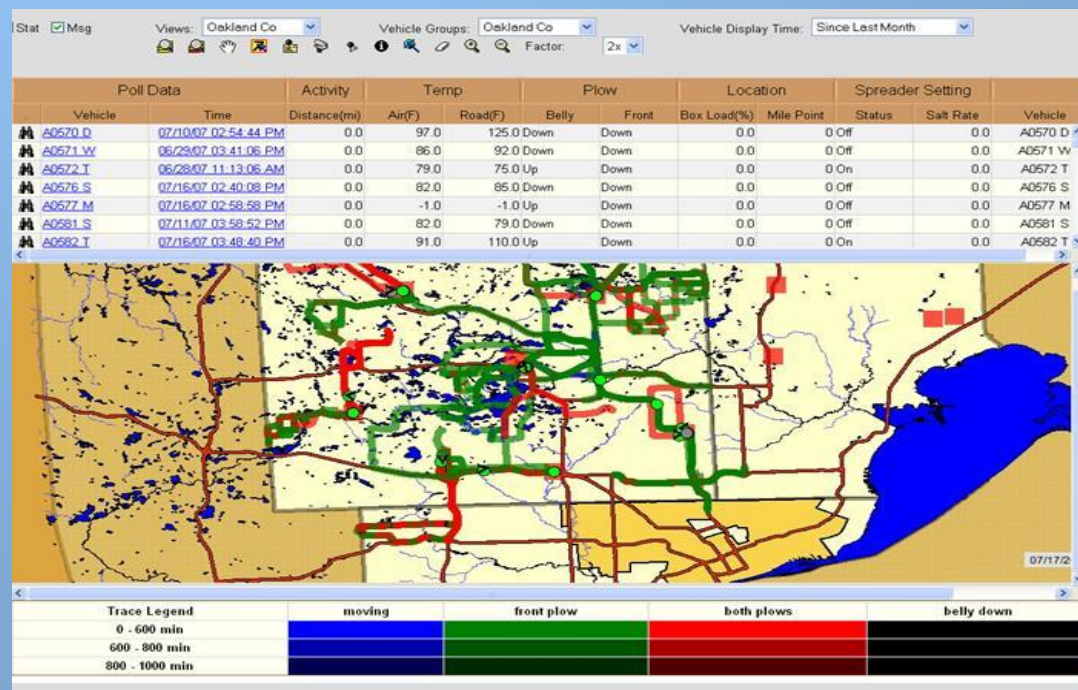 Stat Msg Views: Oakland Co Vehicle Groups: Oakland Co Vehicle Display Time: Since Last Month
Factor: 2x
Poll Data Activity Temp Plow Location Spreader Setting
Vehicle Time Distance(mi) Air(F) Road(F) Belly Front Box Load(%) Mile Point Status Salt Rate Vehicle
A0570 D 07/10/07 02:54:44 PM 0.0 97.0 125.0 Down Down 0.0 0 Off 0.0 A0570 D
A0571 W 06/29/07 03:41:06 PM 0.0 86.0 92.0 Down Down 0.0 0 Off 0.0 A0571 W
A0572 T 06/28/07 11:13:06 AM 0.0 79.0 75.0 Up Down 0.0 0 On 0.0 A0572 T
A0576 S 07/16/07 02:40:08 PM 0.0 82.0 85.0 Down Down 0.0 0 Off 0.0 A0576 S
A0577 M 07/16/07 02:58:58 PM 0.0 -1.0 -1.0 Up Down 0.0 0 Off 0.0 A0577 M
A0581 S 07/11/07 03:58:52 PM 0.0 82.0 79.0 Down Down 0.0 0 Off 0.0 A0581 S
A0582 T 07/16/07 03:48:40 PM 0.0 91.0 110.0 Up Down 0.0 0 On 0.0 A0582 T
07/17/2
Trace Legend moving front plow both plows belly down
0 - 600 min
600 - 800 min
800 - 1000 min